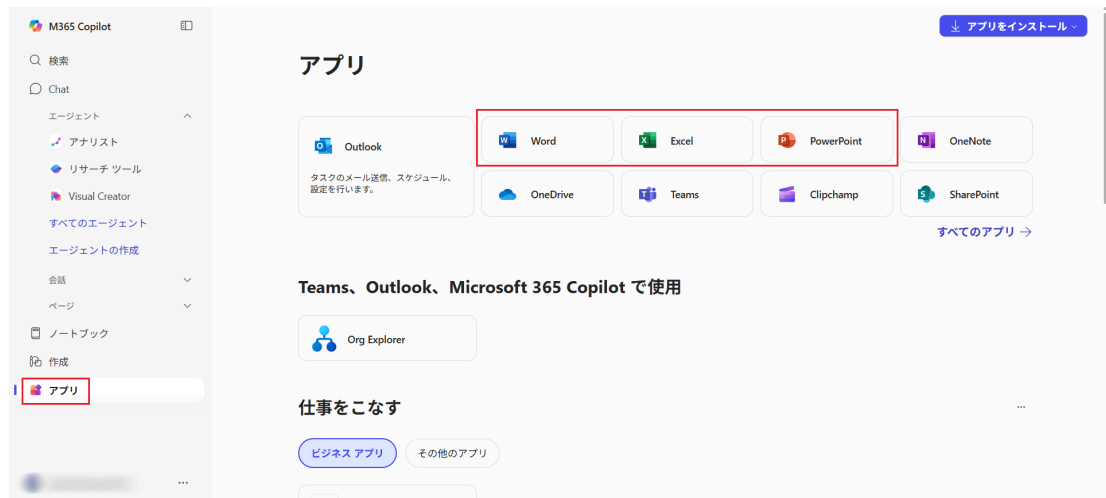 M365 Copilot
検索
Chat
エージェント
アナリスト
リサーチ ツール
Visual Creator
すべてのエージェント
エージェントの作成
会話
ページ
ノートブック
作成
アプリ
アプリをインストール
アプリ
Outlook
タスクのメール送信、スケジュール、
設定を行います。
Word
Excel
PowerPoint
OneNote
OneDrive
Teams
Clipchamp
SharePoint
すべてのアプリ →
Teams、Outlook、Microsoft 365 Copilot で使用
Org Explorer
仕事をこなす
ビジネス アプリ
その他のアプリ